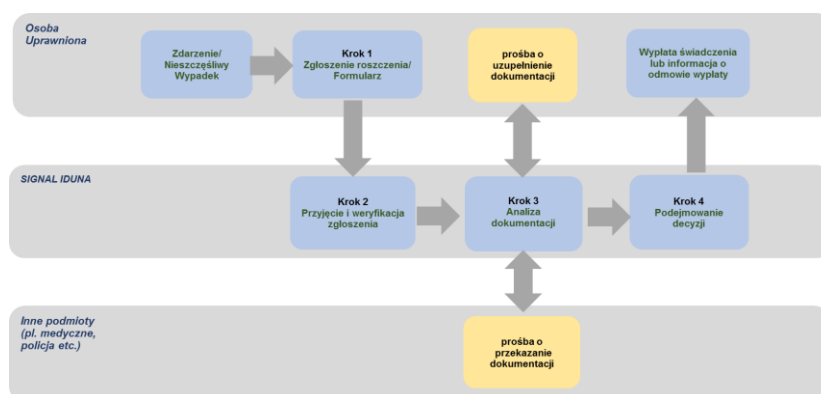 Osoba
Uprawniona
Zdarzenie/
Nieszczęśliwy
Wypadek
Krok 1
Zgłoszenie roszczenia/
Formularz
prośba o
uzupełnienie
dokumentacji
Wypłata świadczenia
lub informacja o
odmowie wypłaty
SIGNAL IDUNA
Krok 2
Przyjęcie i weryfikacja
zgłoszenia
Krok 3
Analiza
dokumentacji
Krok 4
Podejmowanie
decyzji
Inne podmioty
(pl. medyczne,
policja etc.)
prośba o
przekazanie
dokumentacji